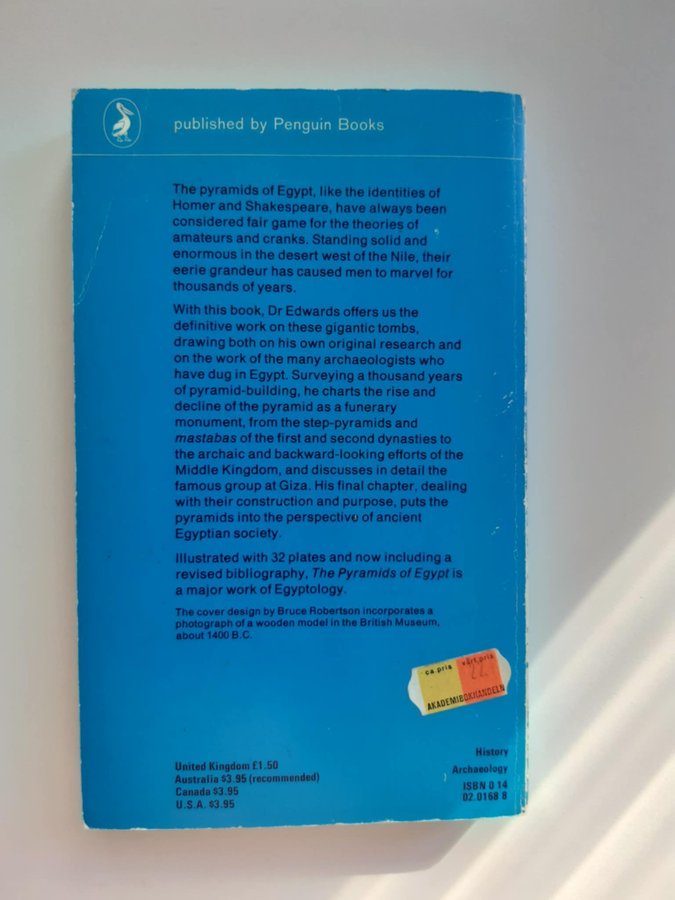 published by Penguin Books
The pyramids of Egypt, like the identities of
Homer and Shakespeare, have always been
considered fair game for the theories of
amateurs and cranks. Standing solid and
enormous in the desert west of the Nile, their
eerie grandeur has caused men to marvel for
thousands of years.
With this book, Dr Edwards offers us the
definitive work on these gigantic tombs,
drawing both on his own original research and
on the work of the many archaeologists who
have dug in Egypt. Surveying a thousand years
of pyramid-building, he charts the rise and
decline of the pyramid as a funerary
monument, from the step-pyramids and
mastabas of the first and second dynasties to
the archaic and backward-looking efforts of the
Middle Kingdom, and discusses in detail the
famous group at Giza. His final chapter, dealing
with their construction and purpose, puts the
pyramids into the perspective of ancient
Egyptian society.
Illustrated with 32 plates and now including a
revised bibliography, The Pyramids of Egypt is
a major work of Egyptology.
The cover design by Bruce Robertson incorporates a
photograph of a wooden model in the British Museum,
about 1400 B.C.
ca. pris vårt pris
AKADEMIBOKHANDELN
United Kingdom £1.50
Australia $3.95 (recommended)
Canada $3.95
U.S.A. $3.95
History
Archaeology
ISBN 0 14
02.0168 8